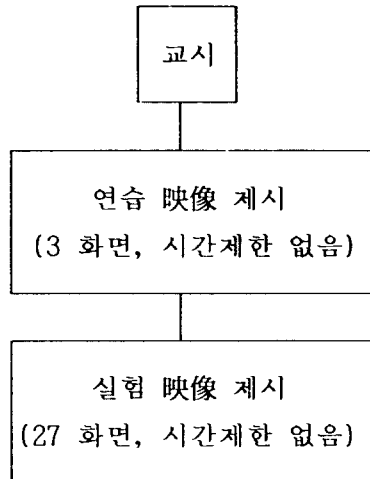 교시
연습 映像 제시
(3 화면, 시간제한 없음)
실험 映像 제시
(27 화면, 시간제한 없음)